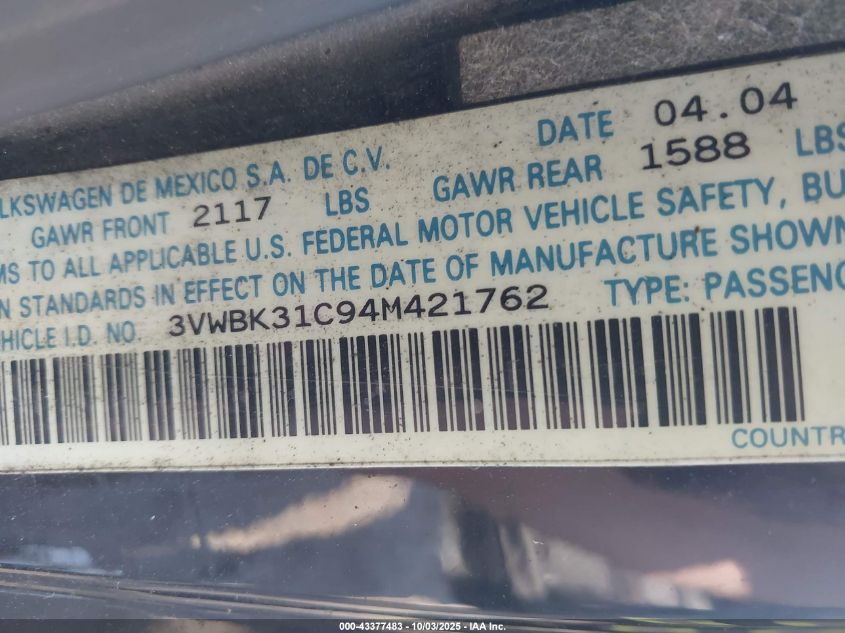 DATE 04.04
LKSWAGEN DE MEXICO S.A. DE C.V.
GAWR FRONT 2117 LBS GAWR REAR 1588 LBS
MS TO ALL APPLICABLE U.S. FEDERAL MOTOR VEHICLE SAFETY, BU
N STANDARDS IN EFFECT ON THE DATE OF MANUFACTURE SHOWN
HICLE I.D. NO. 3VWBK31C94M421762 TYPE: PASSENG
COUNTR
000-43377483 - 10/03/2025 - IAA Inc.